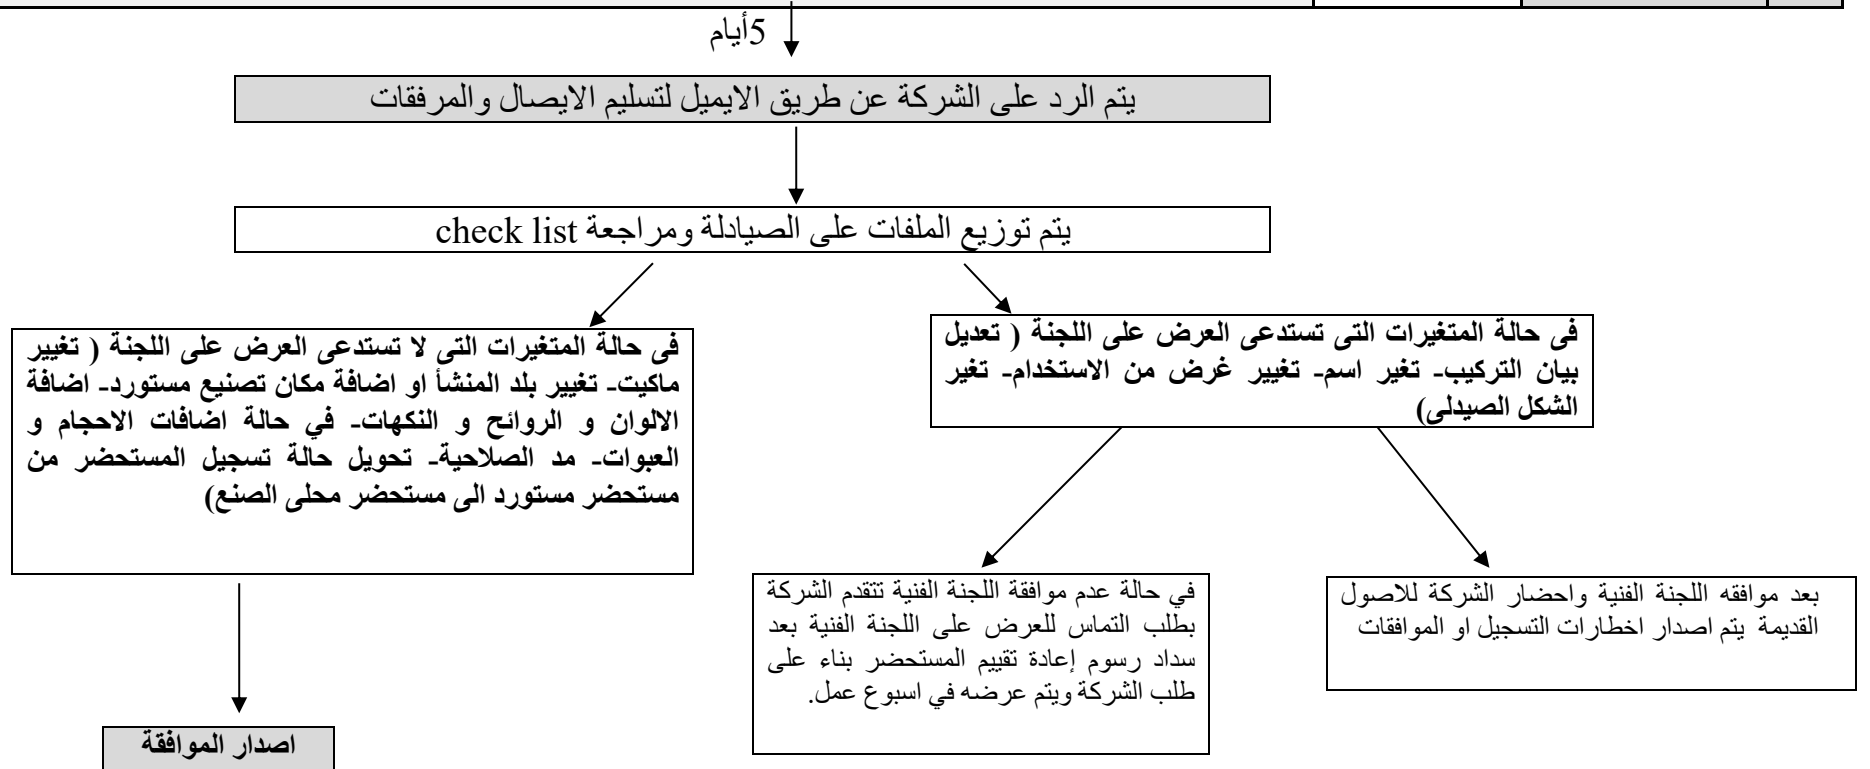 5أيام
يتم الرد على الشركة عن طريق الايميل لتسليم الايصال والمرفقات
يتم توزيع الملفات على الصيادلة ومراجعة check list
فى حالة المتغيرات التى تستدعى العرض على اللجنة ( تعديل
بيان التركيب- تغير اسم- تغيير غرض من الاستخدام- تغير
الشكل الصيدلى)
فى حالة المتغيرات التى لا تستدعى العرض على اللجنة ( تغيير
ماكيت- تغيير بلد المنشأ او اضافة مكان تصنيع مستورد- اضافة
الالوان و الروائح و النكهات- في حالة اضافات الاحجام و
العبوات- مد الصلاحية- تحويل حالة تسجيل المستحضر من
مستحضر مستورد الى مستحضر محلى الصنع)
بعد موافقه اللجنة الفنية واحضار الشركة للاصول
القديمة يتم اصدار اخطارات التسجيل او الموافقات
في حالة عدم موافقة اللجنة الفنية تتقدم الشركة
بطلب التماس للعرض على اللجنة الفنية بعد
سداد رسوم إعادة تقييم المستحضر بناء على
طلب الشركة ويتم عرضه في اسبوع عمل.
اصدار الموافقة